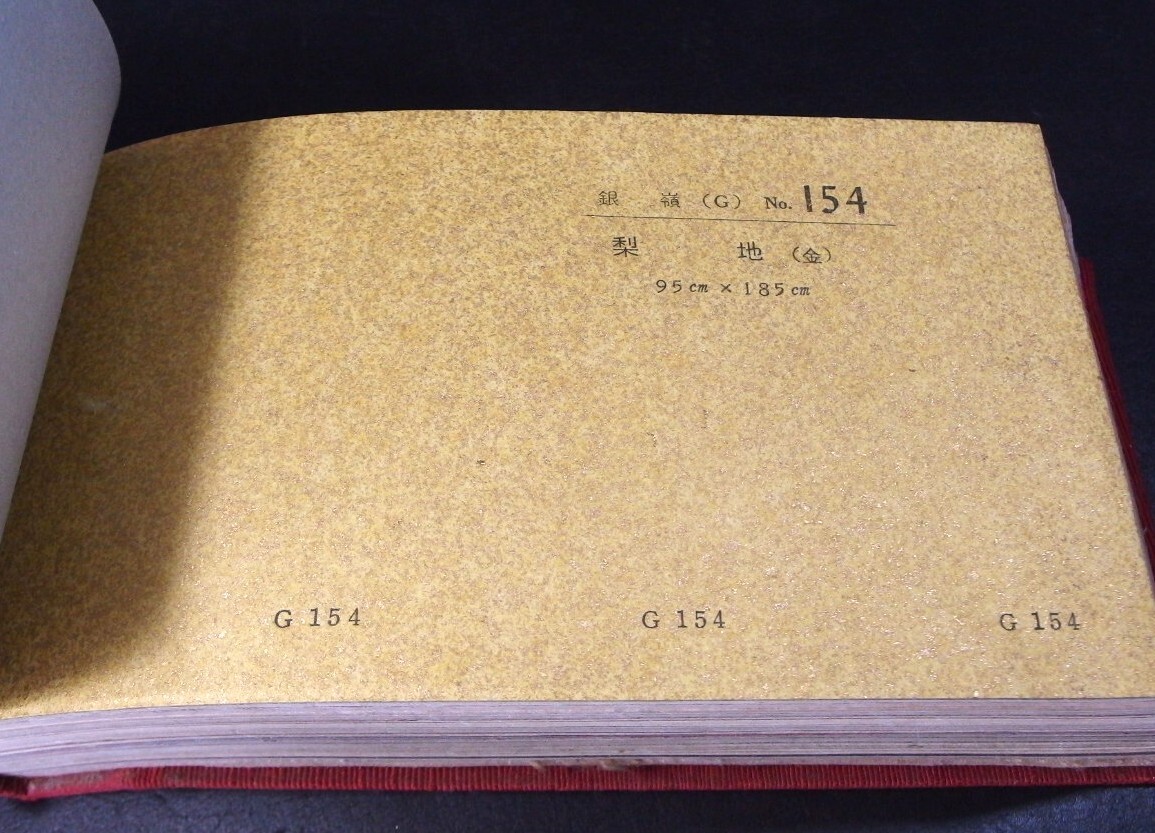 銀 嶺 （G） No. 154
梨 地 （金）
95cm × 185cm
G 154 G 154 G 154